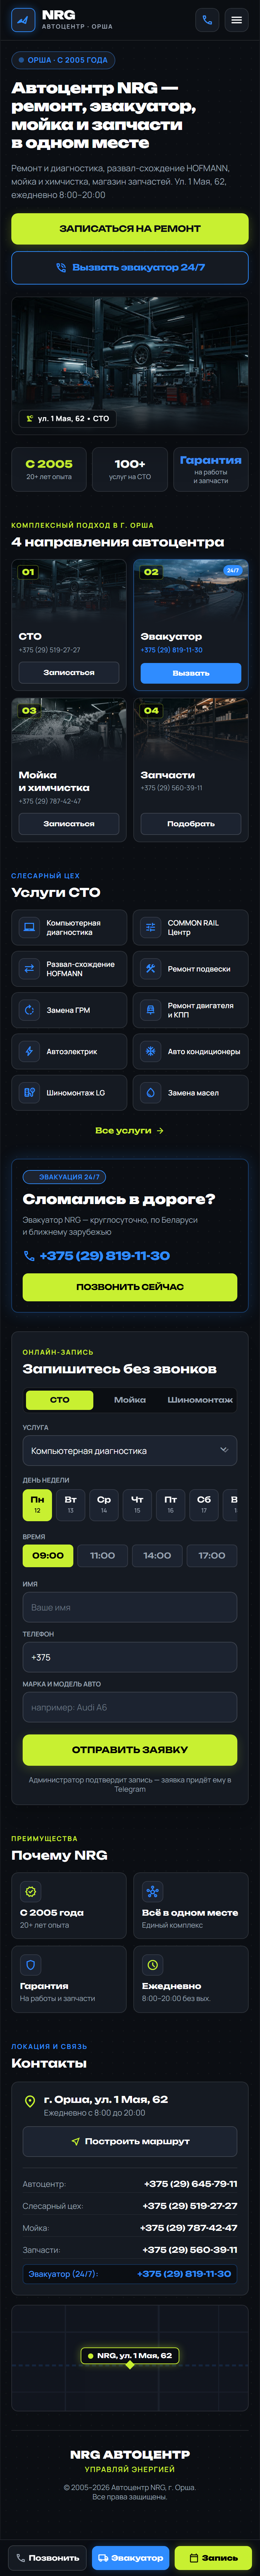 NRG
АВТОЦЕНТР · ОРША
ОРША · С 2005 ГОДА
Автоцентр NRG —
ремонт, эвакуатор,
мойка и запчасти
в одном месте
Ремонт и диагностика, развал-схождение HOFMANN,
мойка и химчистка, магазин запчастей. Ул. 1 Мая, 62,
ежедневно 8:00–20:00
ЗАПИСАТЬСЯ НА РЕМОНТ
Вызвать эвакуатор 24/7
ул. 1 Мая, 62 • СТО
С 2005
20+ лет опыта
100+
услуг на СТО
Гарантия
на работы
и запчасти
КОМПЛЕКСНЫЙ ПОДХОД В Г. ОРША
4 направления автоцентра
01
СТО
+375 (29) 519-27-27
Записаться
02
24/7
Эвакуатор
+375 (29) 819-11-30
Вызвать
03
Мойка
и химчистка
+375 (29) 787-42-47
Записаться
04
Запчасти
+375 (29) 560-39-11
Подобрать
СЛЕСАРНЫЙ ЦЕХ
Услуги СТО
Компьютерная
диагностика
COMMON RAIL
Центр
Развал-схождение
HOFMANN
Ремонт подвески
Замена ГРМ
Ремонт двигателя
и КПП
Автоэлектрик
Авто кондиционеры
Шиномонтаж LG
Замена масел
Все услуги →
ЭВАКУАЦИЯ 24/7
Сломались в дороге?
Эвакуатор NRG — круглосуточно, по Беларуси
и ближнему зарубежью
+375 (29) 819-11-30
ПОЗВОНИТЬ СЕЙЧАС
ОНЛАЙН-ЗАПИСЬ
Запишитесь без звонков
СТО
Мойка
Шиномонтаж
УСЛУГА
Компьютерная диагностика
ДЕНЬ НЕДЕЛИ
Пн
12
Вт
13
Ср
14
Чт
15
Пт
16
Сб
17
В
1
ВРЕМЯ
09:00
11:00
14:00
17:00
ИМЯ
Ваше имя
ТЕЛЕФОН
+375
МАРКА И МОДЕЛЬ АВТО
например: Audi A6
ОТПРАВИТЬ ЗАЯВКУ
Администратор подтвердит запись — заявка придёт ему в
Telegram
ПРЕИМУЩЕСТВА
Почему NRG
С 2005 года
20+ лет опыта
Всё в одном месте
Единый комплекс
Гарантия
На работы и запчасти
Ежедневно
8:00–20:00 без вых.
ЛОКАЦИЯ И СВЯЗЬ
Контакты
г. Орша, ул. 1 Мая, 62
Ежедневно с 8:00 до 20:00
Построить маршрут
Автоцентр: +375 (29) 645-79-11
Слесарный цех: +375 (29) 519-27-27
Мойка: +375 (29) 787-42-47
Запчасти: +375 (29) 560-39-11
Эвакуатор (24/7): +375 (29) 819-11-30
NRG, ул. 1 Мая, 62
NRG АВТОЦЕНТР
УПРАВЛЯЙ ЭНЕРГИЕЙ
© 2005–2026 Автоцентр NRG, г. Орша.
Все права защищены.
Позвонить
Эвакуатор
Запись